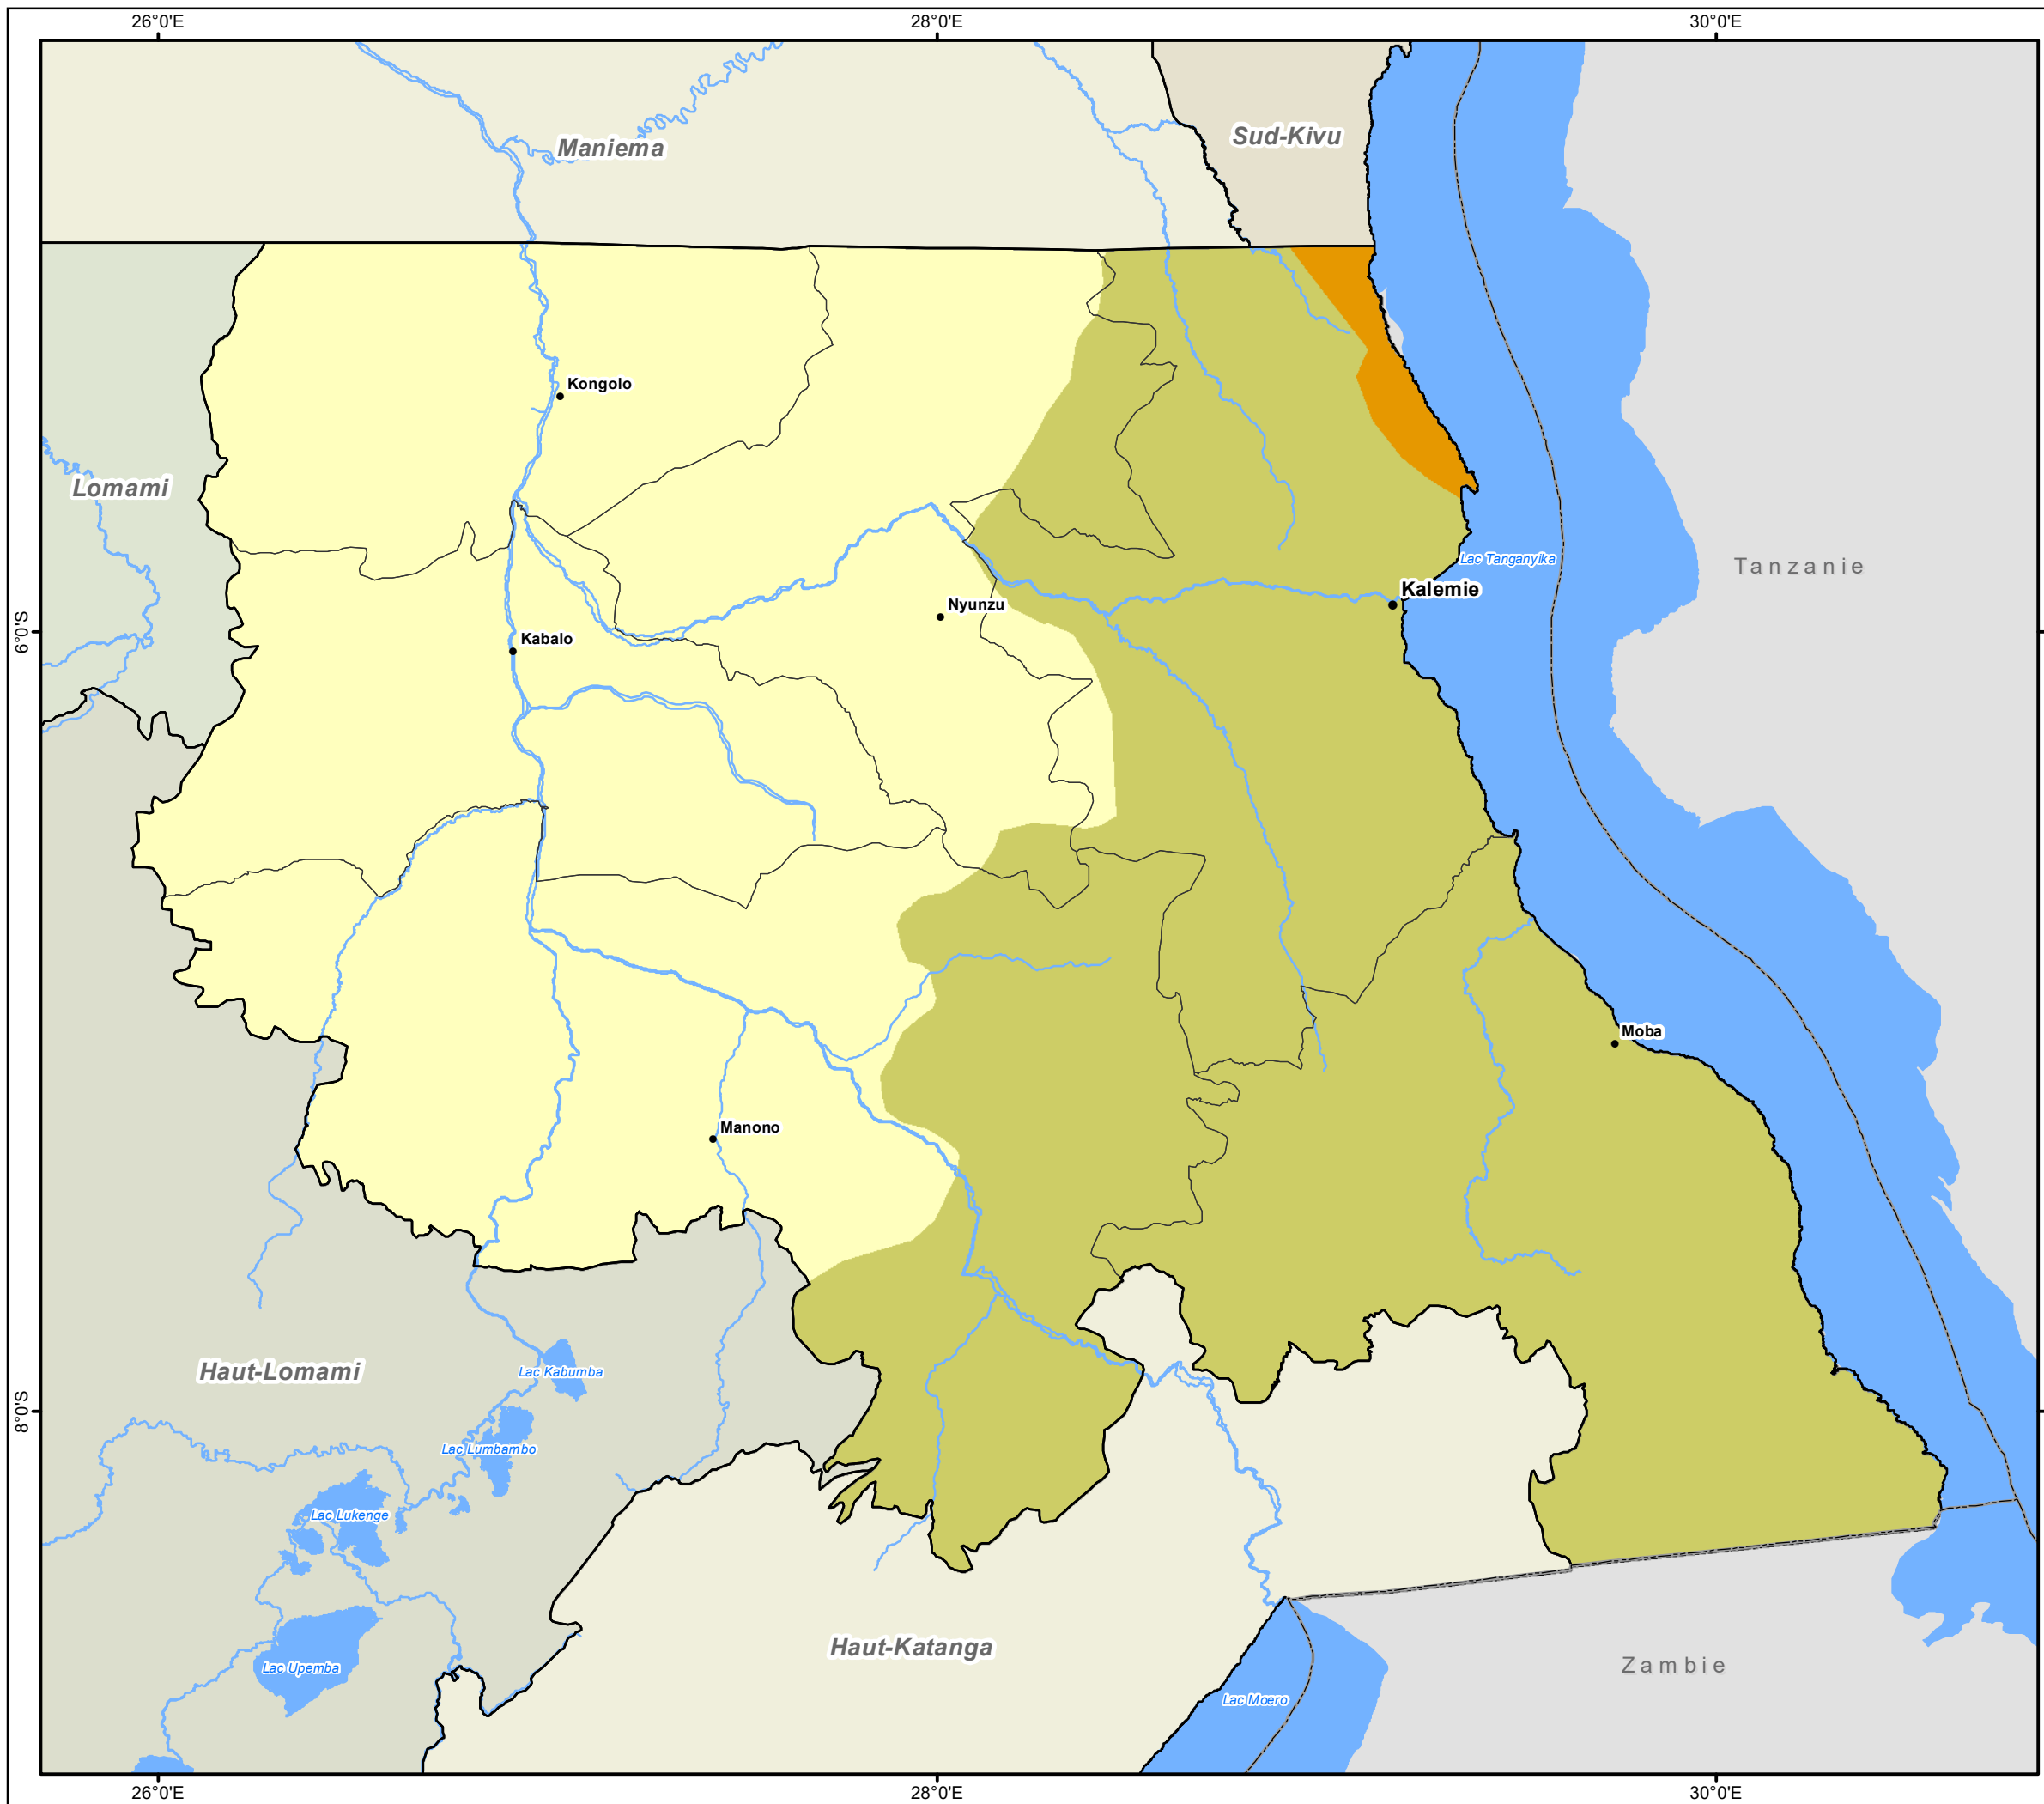 26°0'E 28°0'E 30°0'E
Maniema
Sud-Kivu
Kongolo
Lomami
Lac Tanganyika
Tanzanie
Kalemie
Nyunzu
6°0'S
Kabalo
Moba
Manono
Haut-Lomami
Lac Kabumba
8°0'S
Lac Lumbambo
Lac Lukenge
Haut-Katanga
Lac Upemba
Zambie
Lac Moero
26°0'E 28°0'E 30°0'E